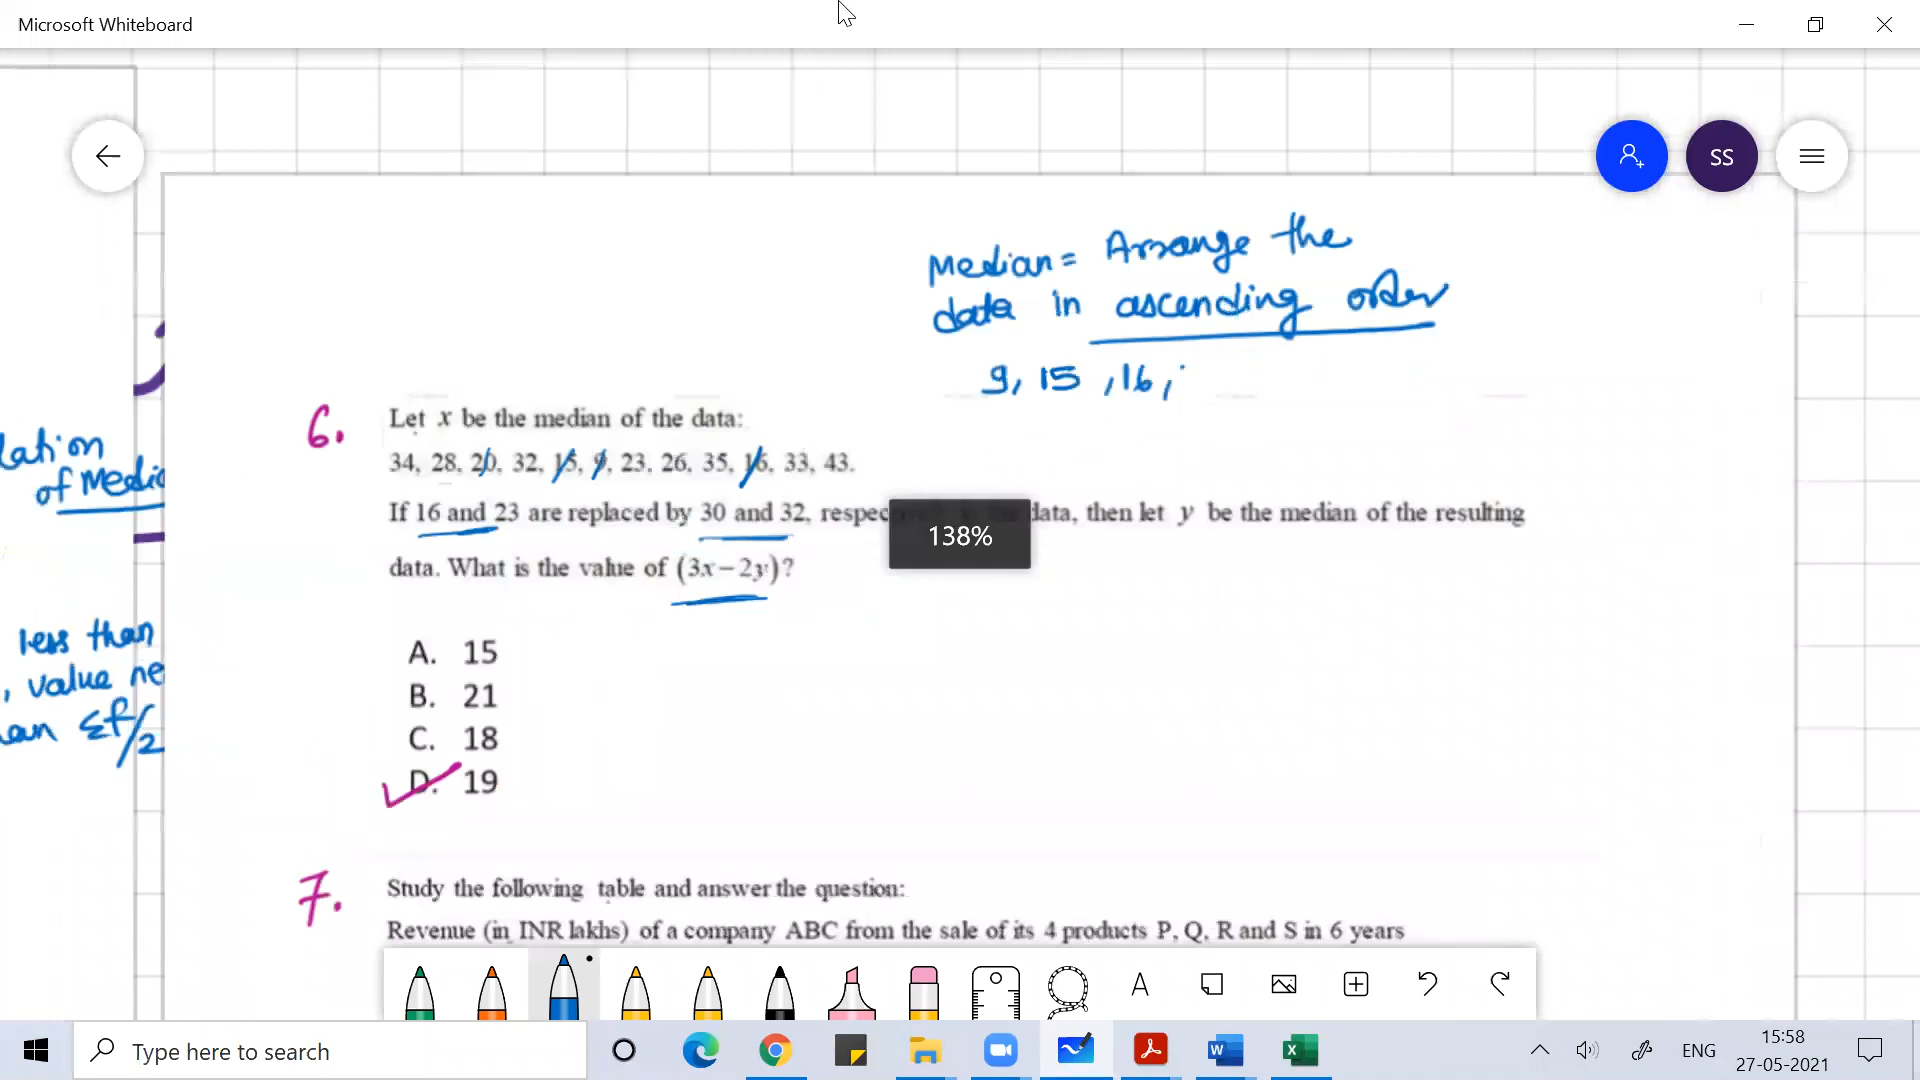 Microsoft Whiteboard
SS
Median = Arrange the
data in ascending order
9, 15 , 16 ,
lation
of Media
less than
, value ne
an Σf/2
6.
Let x be the median of the data:
34, 28, 20, 32, 15, 9, 23, 26, 35, 16, 33, 43.
If 16 and 23 are replaced by 30 and 32, respec data, then let y be the median of the resulting
138%
data. What is the value of (3x−2y)?
A. 15
B. 21
C. 18
D. 19
7.
Study the following table and answer the question:
Revenue (in INR lakhs) of a company ABC from the sale of its 4 products P, Q, R and S in 6 years
Type here to search
ENG
15:58
27-05-2021